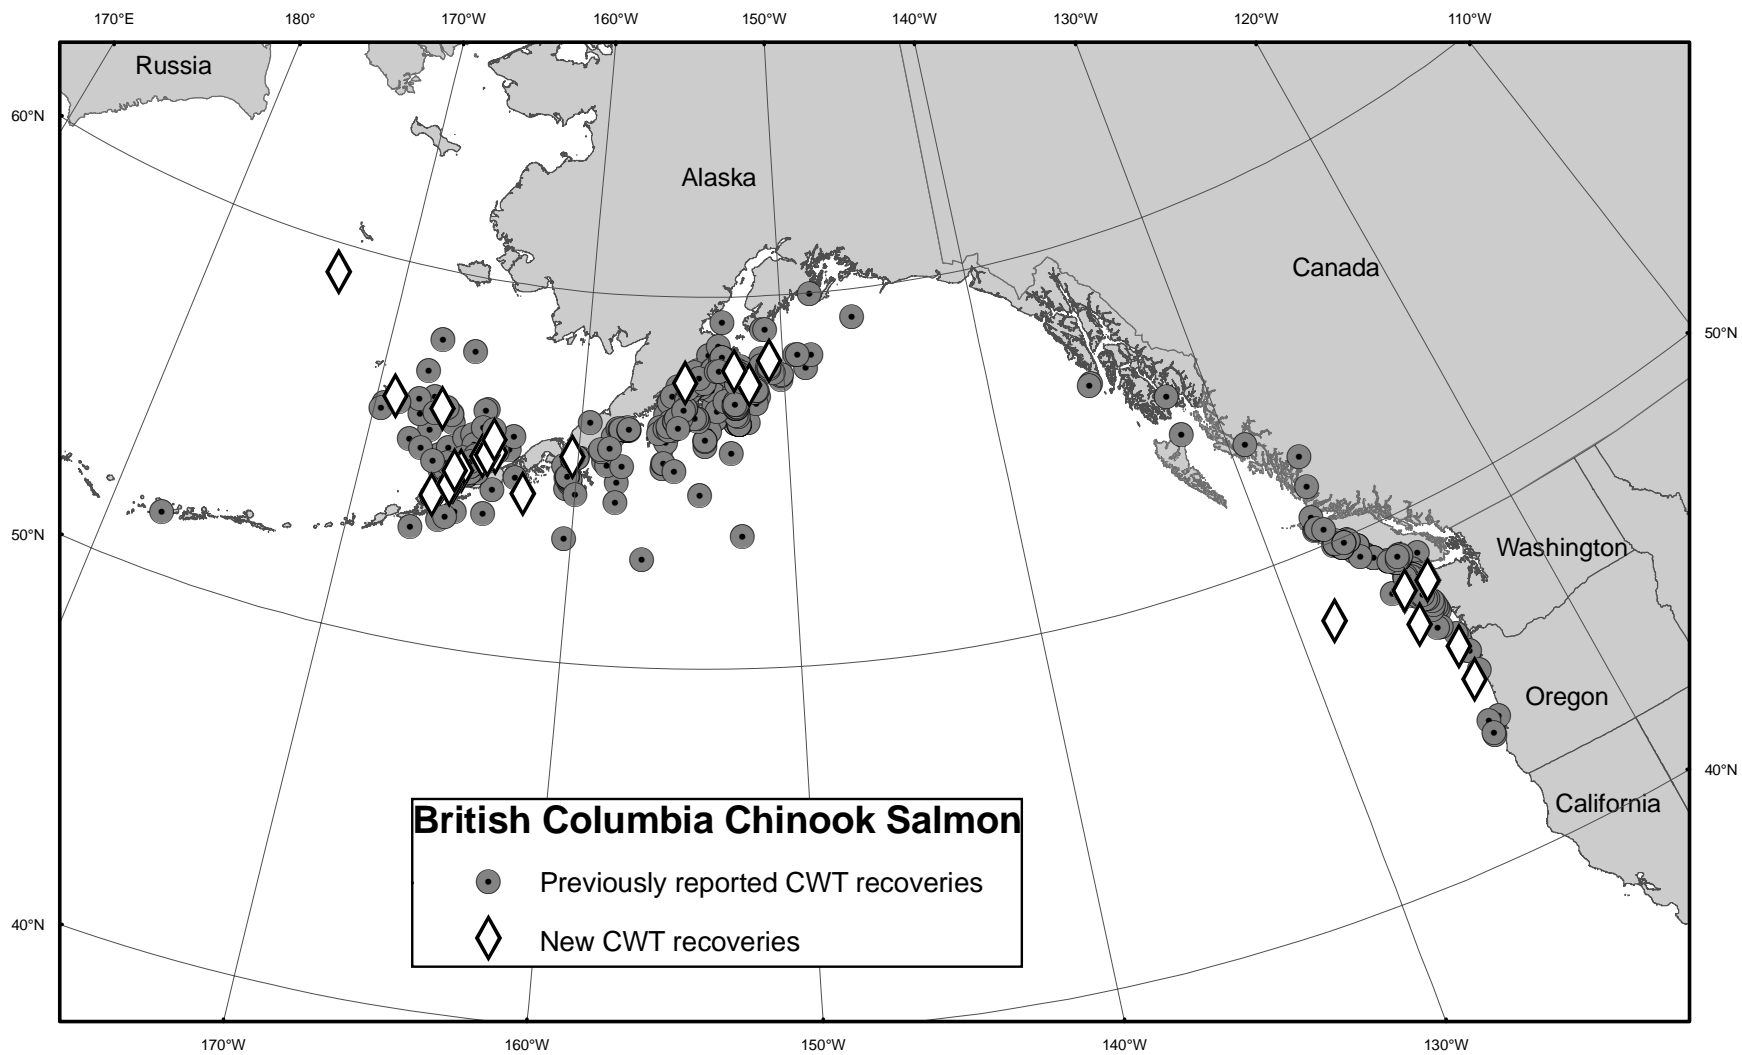 170°E 180° 170°W 160°W 150°W 140°W 130°W 120°W 110°W
Russia
60°N
Alaska
Canada
50°N
50°N
Washington
Oregon
40°N
California
British Columbia Chinook Salmon
Previously reported CWT recoveries
40°N
New CWT recoveries
170°W 160°W 150°W 140°W 130°W